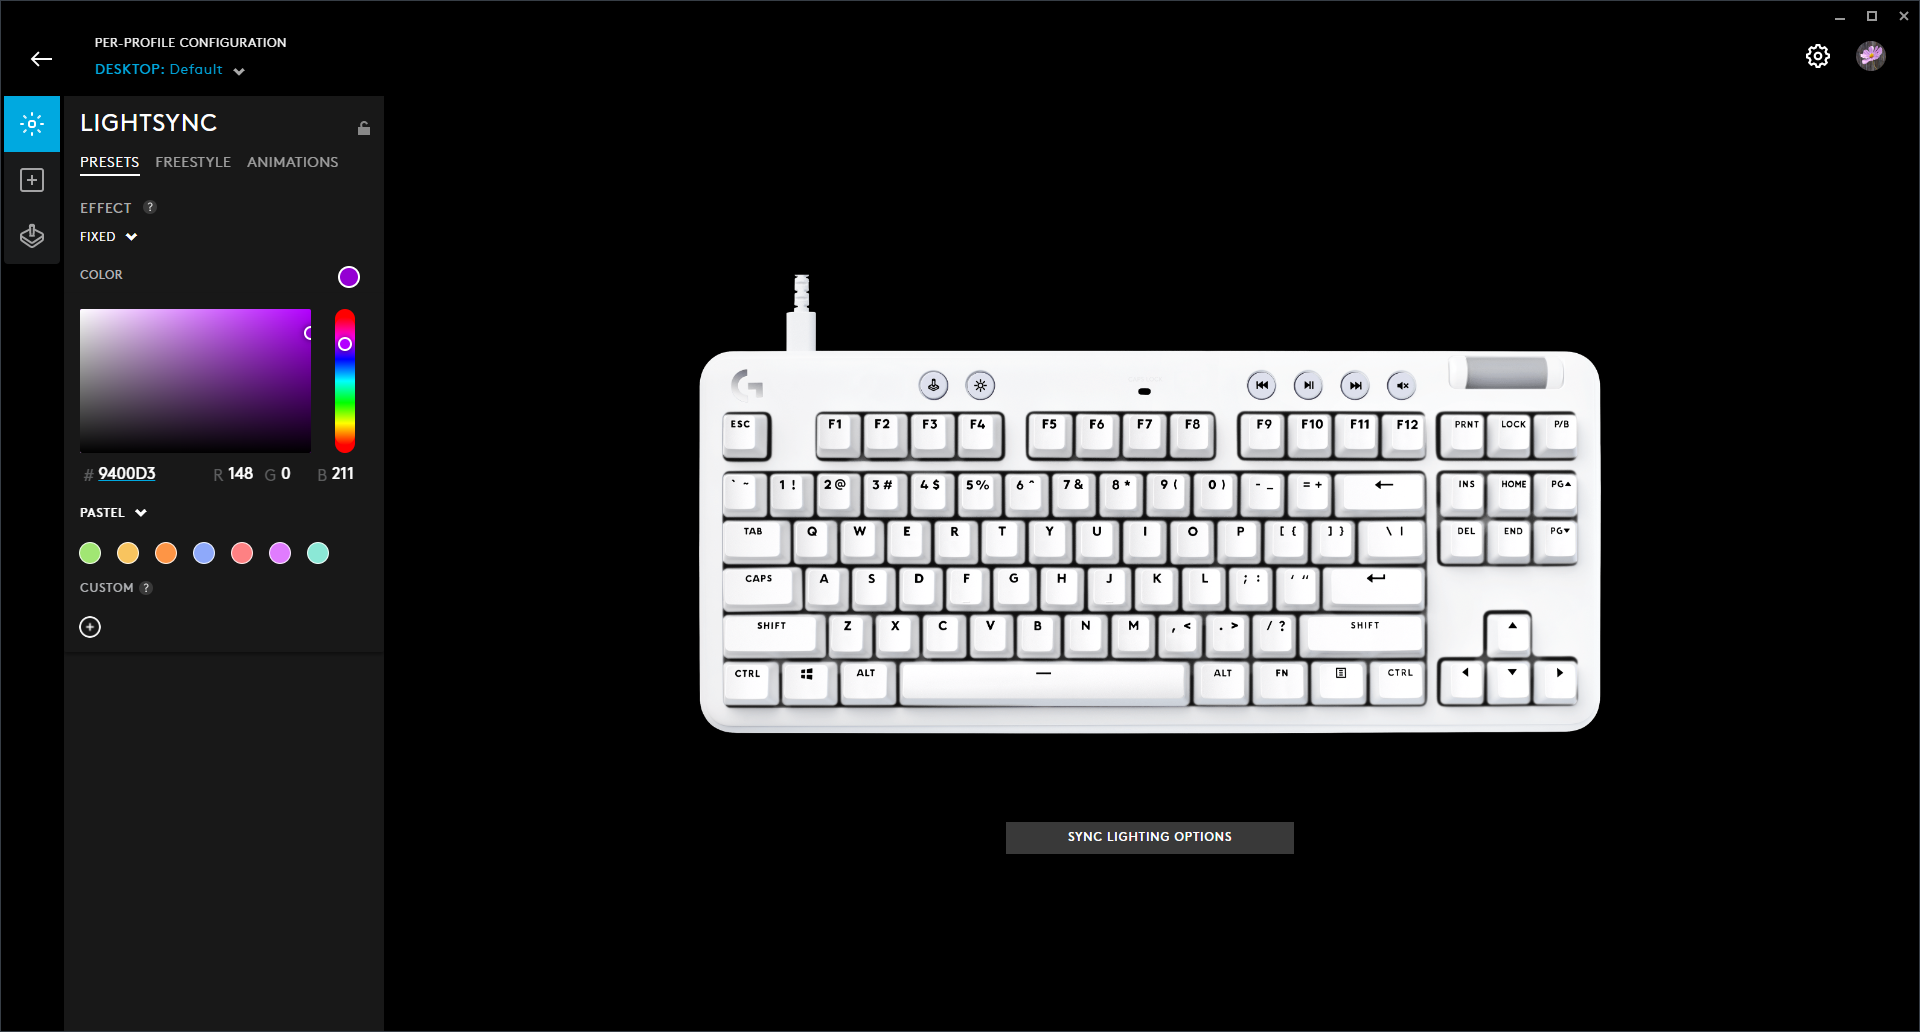 PER-PROFILE CONFIGURATION
DESKTOP: Default
LIGHTSYNC
PRESETS FREESTYLE ANIMATIONS
EFFECT ?
FIXED
COLOR
# 9400D3 R 148 G 0 B 211
PASTEL
CUSTOM ?
G
ESC F1 F2 F3 F4 F5 F6 F7 F8 F9 F10 F11 F12 PRNT LOCK P/B
` ~ 1 ! 2 @ 3 # 4 $ 5 % 6 ^ 7 & 8 * 9 ( 0 ) - _ = + ← INS HOME PG▲
TAB Q W E R T Y U I O P [ { ] } \ | DEL END PG▼
CAPS A S D F G H J K L ; : ' " ↵
SHIFT Z X C V B N M , < . > / ? SHIFT ▲
CTRL ALT — ALT FN CTRL ◀ ▼ ▶
SYNC LIGHTING OPTIONS